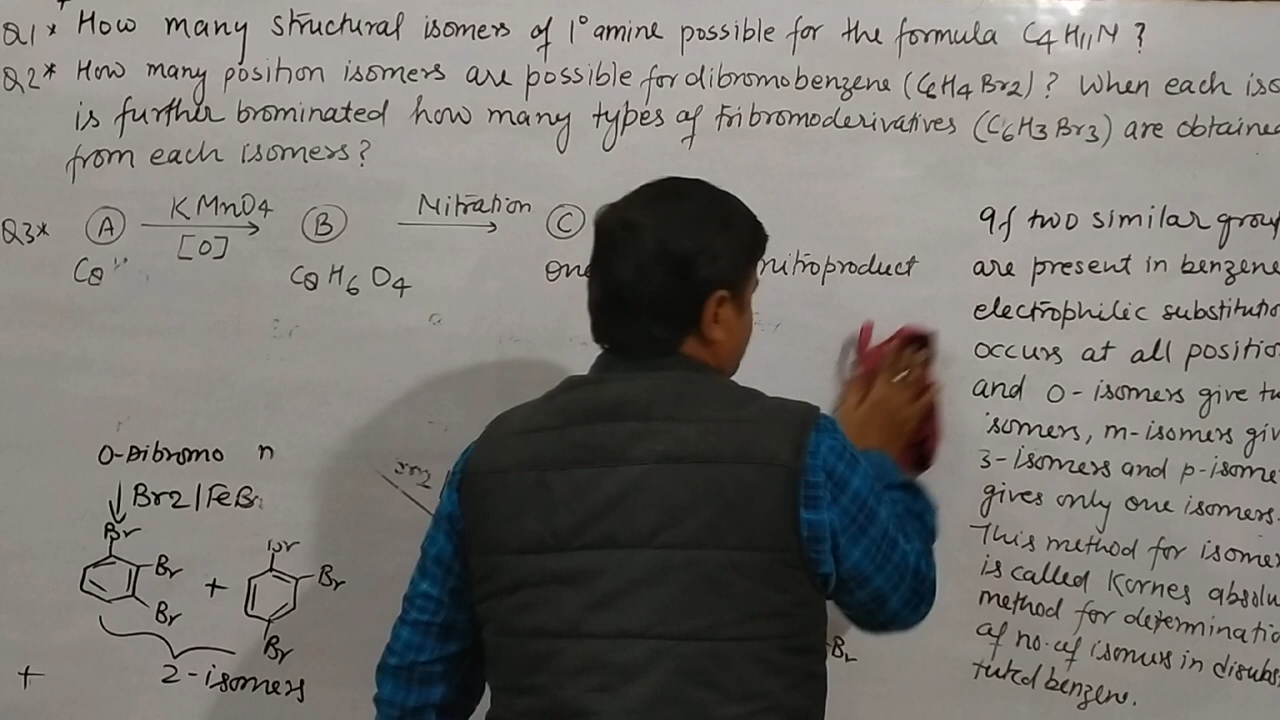 Q1* How many structural isomers of 1° amine possible for the formula C4H11N?
Q2* How many position isomers are possible for dibromobenzene (C6H4Br2)? When each iso
is further brominated how many types of tribromoderivatives (C6H3Br3) are obtaine
from each isomers?
Q3* A KMnO4 [O] B Nitration C
C8 C8H6O4 one nitroproduct
O-Dibromo n
Br2/FeBr
Br
Br
Br
+
Br
Br
Br
2-isomers
+
Br
If two similar group
are present in benzene
electrophilic substitutio
occurs at all positio
and O-isomers give tw
isomers, m-isomers giv
3-isomers and p-isome
gives only one isomers.
This method for isome
is called Kornes absolu
method for determinatio
of no. of isomers in disubs
tuted benzene.